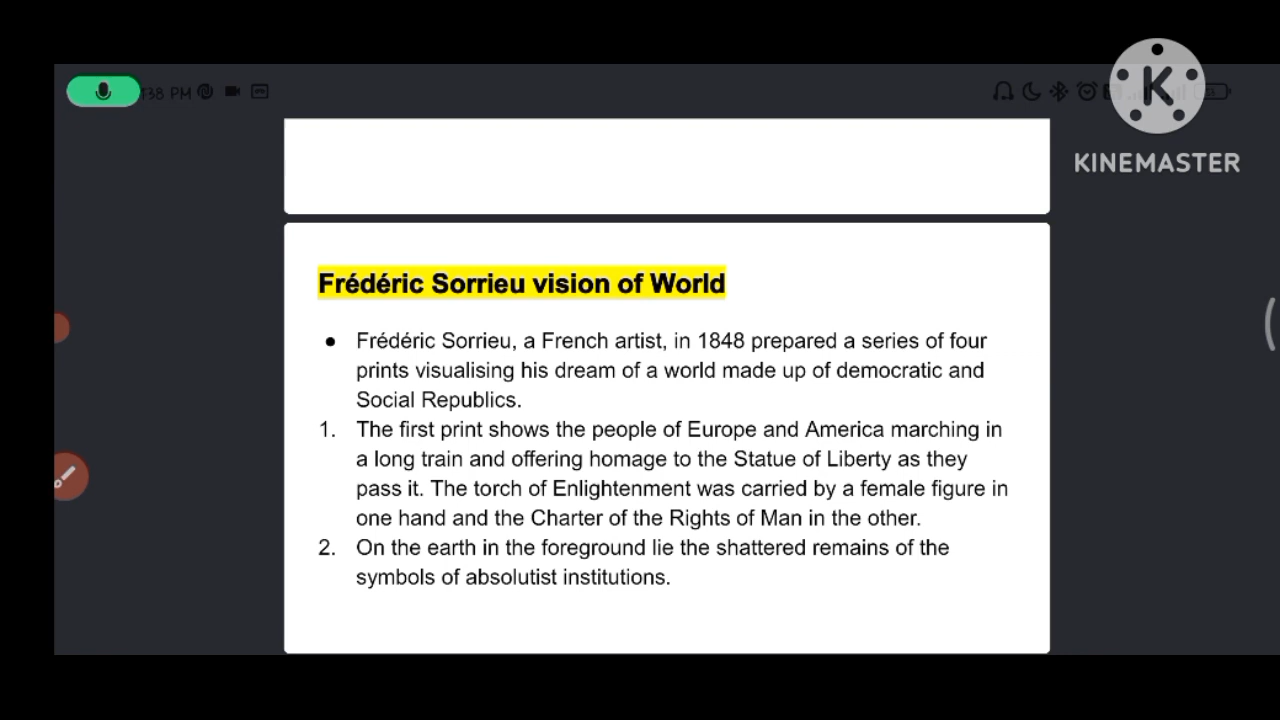 38 PM
KINEMASTER
Frédéric Sorrieu vision of World
● Frédéric Sorrieu, a French artist, in 1848 prepared a series of four
prints visualising his dream of a world made up of democratic and
Social Republics.
1. The first print shows the people of Europe and America marching in
a long train and offering homage to the Statue of Liberty as they
pass it. The torch of Enlightenment was carried by a female figure in
one hand and the Charter of the Rights of Man in the other.
2. On the earth in the foreground lie the shattered remains of the
symbols of absolutist institutions.